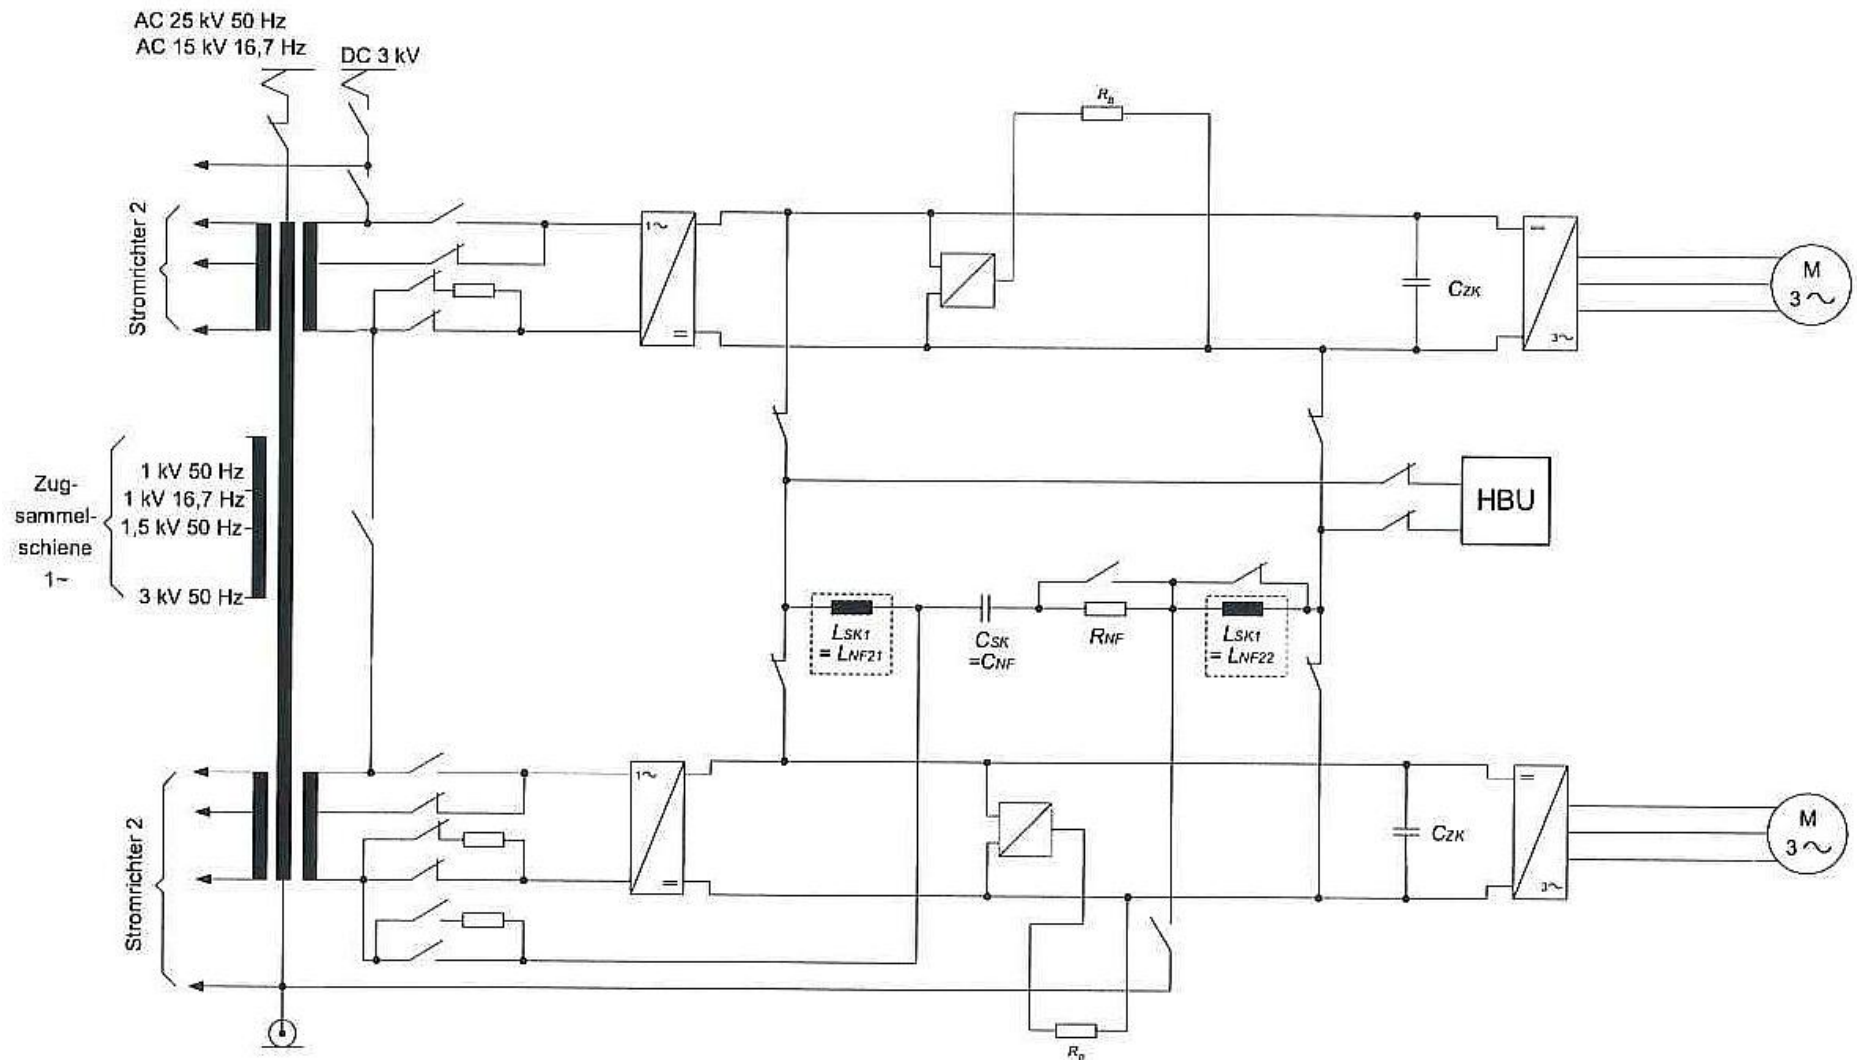 AC 25 kV 50 Hz
AC 15 kV 16,7 Hz
DC 3 kV
RB
Stromrichter 2
1~
=
CZK
=
3~
M
3~
1 kV 50 Hz
1 kV 16,7 Hz
1,5 kV 50 Hz
3 kV 50 Hz
Zug-
sammel-
schiene
1~
HBU
LSK1
= LNF21
CSK
=CNF
RNF
LSK1
= LNF22
Stromrichter 2
1~
=
CZK
=
3~
M
3~
RB